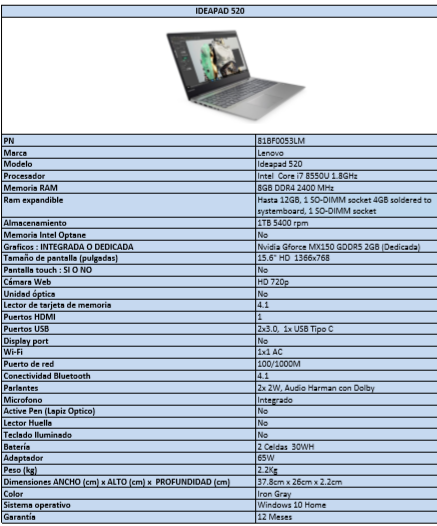 IDEAPAD 520
PN 81BF0053LM
Marca Lenovo
Modelo Ideapad 520
Procesador Intel Core i7 8550U 1.8GHz
Memoria RAM 8GB DDR4 2400 MHz
Ram expandible Hasta 12GB, 1 SO-DIMM socket 4GB soldered to
systemboard, 1 SO-DIMM socket
Almacenamiento 1TB 5400 rpm
Memoria Intel Optane No
Graficos : INTEGRADA O DEDICADA Nvidia Gforce MX150 GDDR5 2GB (Dedicada)
Tamaño de pantalla (pulgadas) 15.6" HD 1366x768
Pantalla touch : SI O NO No
Cámara Web HD 720p
Unidad óptica No
Lector de tarjeta de memoria 4.1
Puertos HDMI 1
Puertos USB 2x3.0, 1x USB Tipo C
Display port No
Wi-Fi 1x1 AC
Puerto de red 100/1000M
Conectividad Bluetooth 4.1
Parlantes 2x 2W, Audio Harman con Dolby
Microfono Integrado
Active Pen (Lapiz Optico) No
Lector Huella No
Teclado Iluminado No
Batería 2 Celdas 30WH
Adaptador 65W
Peso (kg) 2.2Kg
Dimensiones ANCHO (cm) x ALTO (cm) x PROFUNDIDAD (cm) 37.8cm x 26cm x 2.2cm
Color Iron Gray
Sistema operativo Windows 10 Home
Garantía 12 Meses